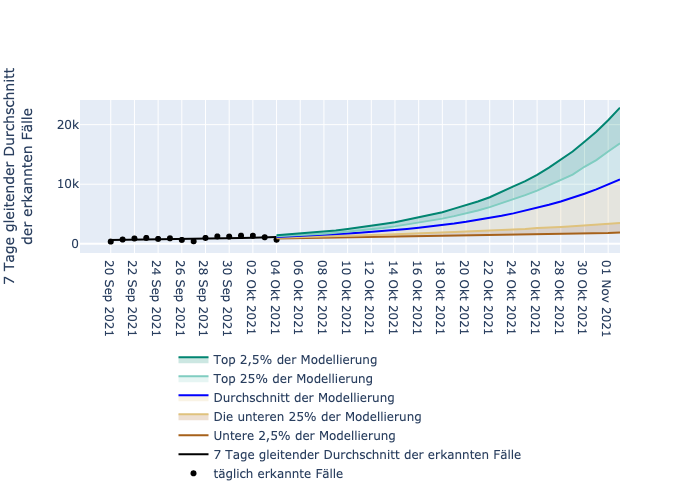 7 Tage gleitender Durchschnitt
der erkannten Fälle
20k
10k
0
20 Sep 2021
22 Sep 2021
24 Sep 2021
26 Sep 2021
28 Sep 2021
30 Sep 2021
02 Okt 2021
04 Okt 2021
06 Okt 2021
08 Okt 2021
10 Okt 2021
12 Okt 2021
14 Okt 2021
16 Okt 2021
18 Okt 2021
20 Okt 2021
22 Okt 2021
24 Okt 2021
26 Okt 2021
28 Okt 2021
30 Okt 2021
01 Nov 2021
Top 2,5% der Modellierung
Top 25% der Modellierung
Durchschnitt der Modellierung
Die unteren 25% der Modellierung
Untere 2,5% der Modellierung
7 Tage gleitender Durchschnitt der erkannten Fälle
täglich erkannte Fälle